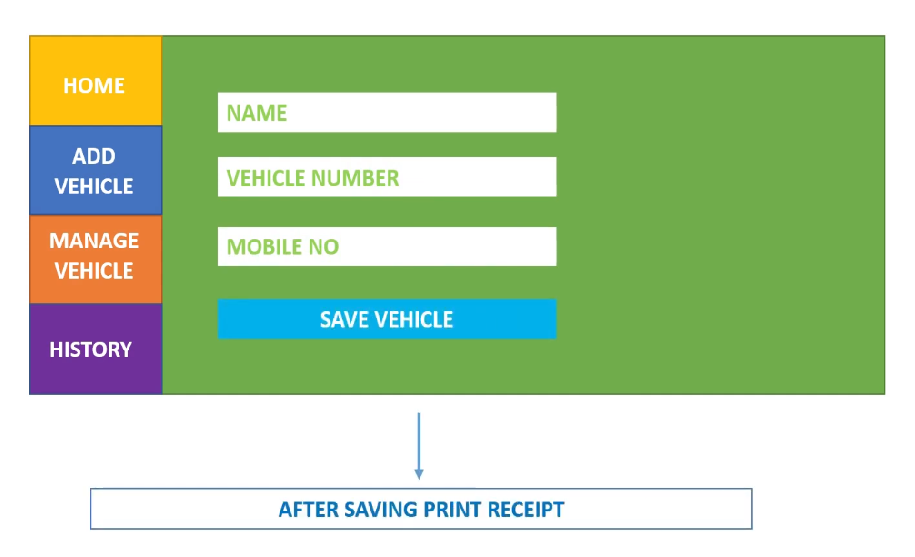 HOME
ADD
VEHICLE
MANAGE
VEHICLE
HISTORY
NAME
VEHICLE NUMBER
MOBILE NO
SAVE VEHICLE
AFTER SAVING PRINT RECEIPT